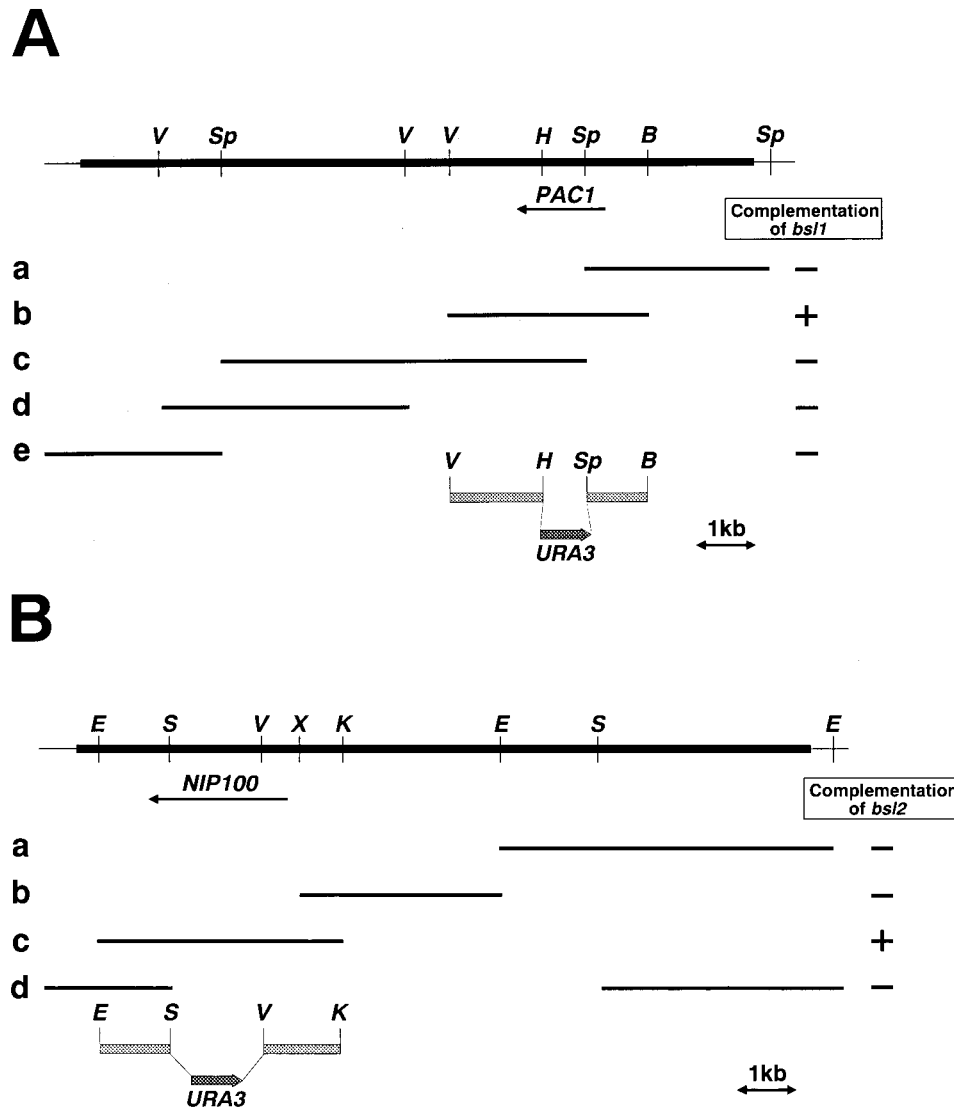 A
V Sp V V H Sp B Sp
PAC1
Complementation
of bsl1
a −
b +
c −
d −
e −
V H Sp B
URA3
1kb
B
E S V X K E S E
NIP100
Complementation
of bsl2
a −
b −
c +
d −
E S V K
URA3
1kb